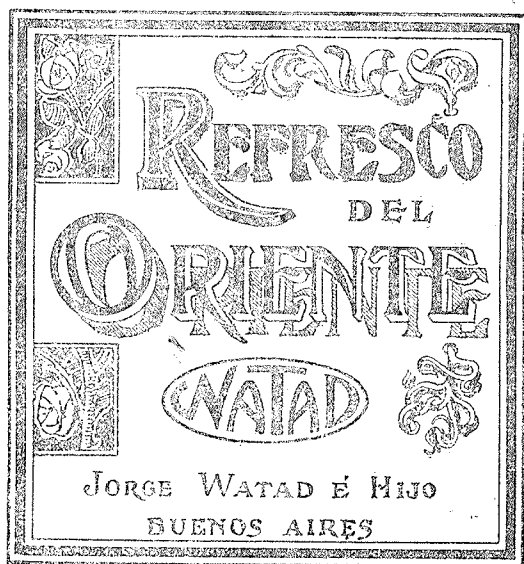 REFRESCO
DEL
ORIENTE
WATAD
JORGE WATAD É HIJO
BUENOS AIRES